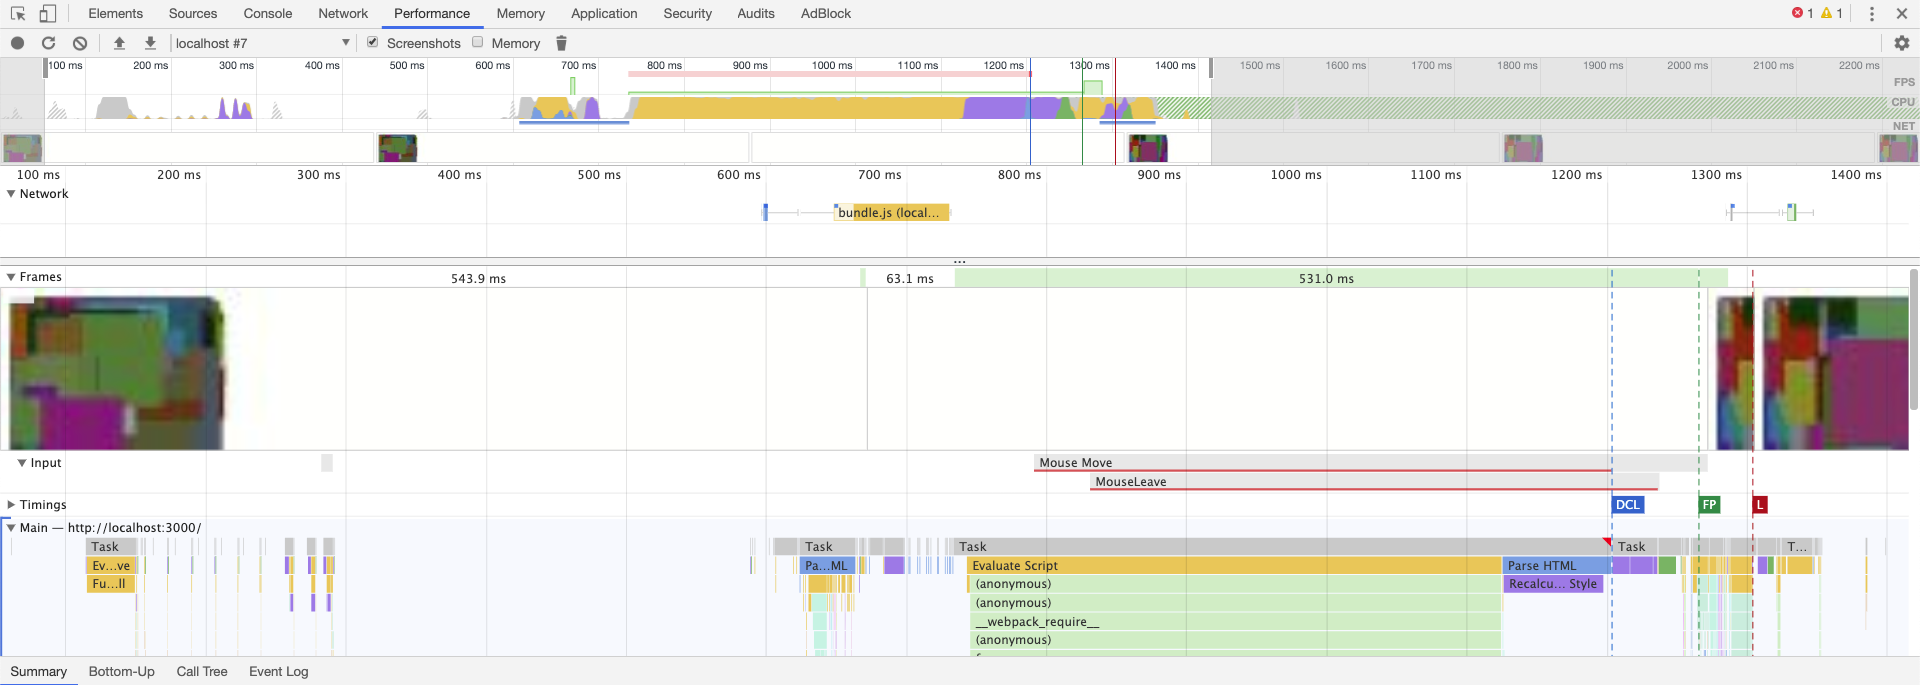 Elements Sources Console Network Performance Memory Application Security Audits AdBlock 1 1
localhost #7 Screenshots Memory
100 ms 200 ms 300 ms 400 ms 500 ms 600 ms 700 ms 800 ms 900 ms 1000 ms 1100 ms 1200 ms 1300 ms 1400 ms 1500 ms 1600 ms 1700 ms 1800 ms 1900 ms 2000 ms 2100 ms 2200 ms
FPS
CPU
NET
100 ms 200 ms 300 ms 400 ms 500 ms 600 ms 700 ms 800 ms 900 ms 1000 ms 1100 ms 1200 ms 1300 ms 1400 ms
Network
bundle.js (local...
...
Frames 543.9 ms 63.1 ms 531.0 ms
Input Mouse Move
MouseLeave
Timings DCL FP L
Main — http://localhost:3000/
Task Task Task Task T...
Ev...ve Pa...ML Evaluate Script Parse HTML
Fu...ll (anonymous) Recalcu... Style
(anonymous)
__webpack_require__
(anonymous)
Summary Bottom-Up Call Tree Event Log